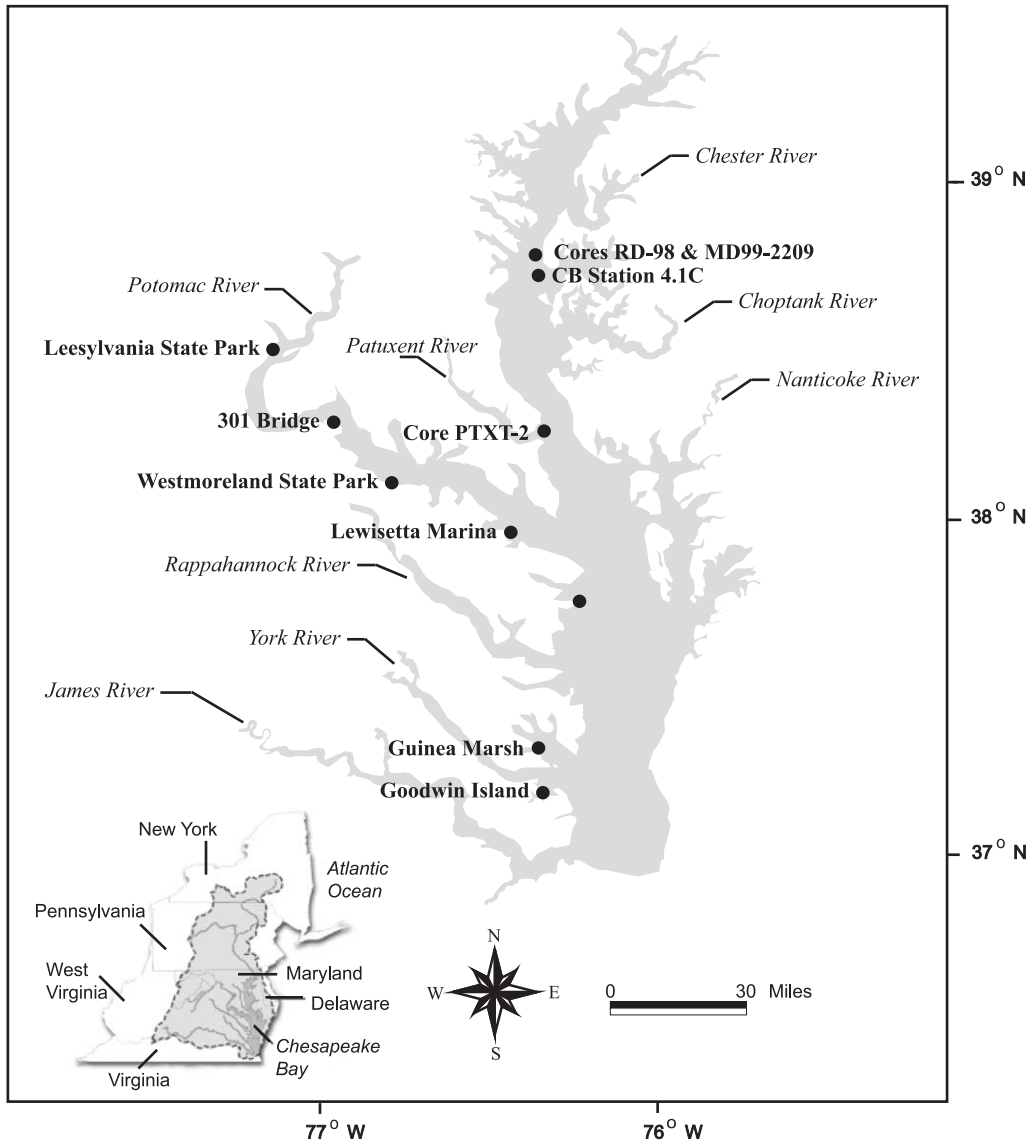 Chester River
39° N
Cores RD-98 & MD99-2209
CB Station 4.1C
Potomac River
Choptank River
Leesylvania State Park
Patuxent River
Nanticoke River
301 Bridge
Core PTXT-2
Westmoreland State Park
38° N
Lewisetta Marina
Rappahannock River
York River
James River
Guinea Marsh
Goodwin Island
37° N
New York
Atlantic
Ocean
Pennsylvania
West
Virginia
Maryland
Delaware
Chesapeake
Bay
Virginia
N
W
E
S
0
30
Miles
77° W
76° W